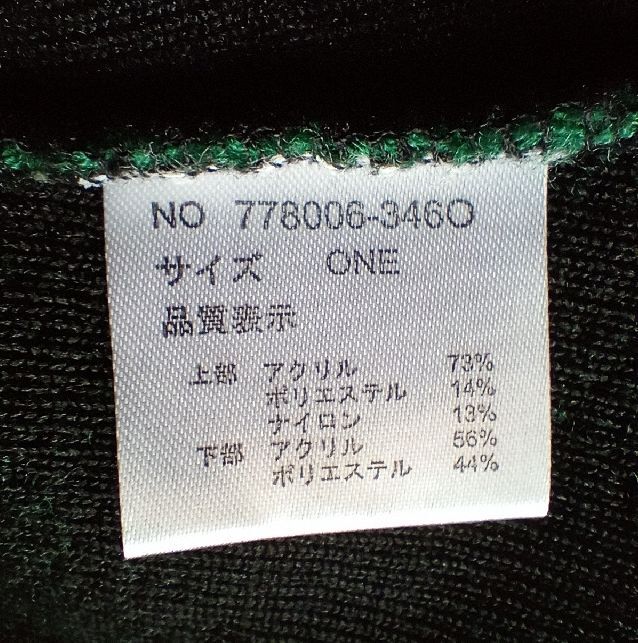 NO 778006-346O
サイズ ONE
品質表示
上部 アクリル 73%
ポリエステル 14%
ナイロン 13%
下部 アクリル 56%
ポリエステル 44%